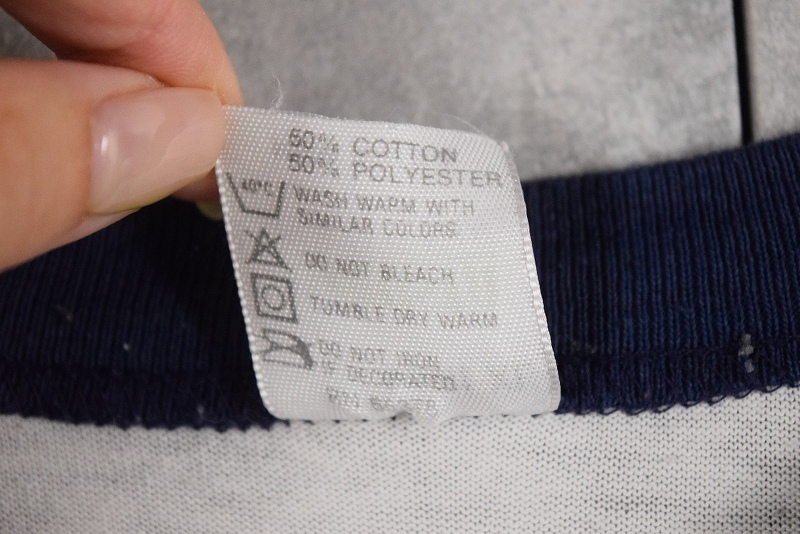 50% COTTON
50% POLYESTER
40°C
WASH WARM WITH
SIMILAR COLORS
DO NOT BLEACH
TUMBLE DRY WARM
DO NOT IRON
IF DECORATED
RN